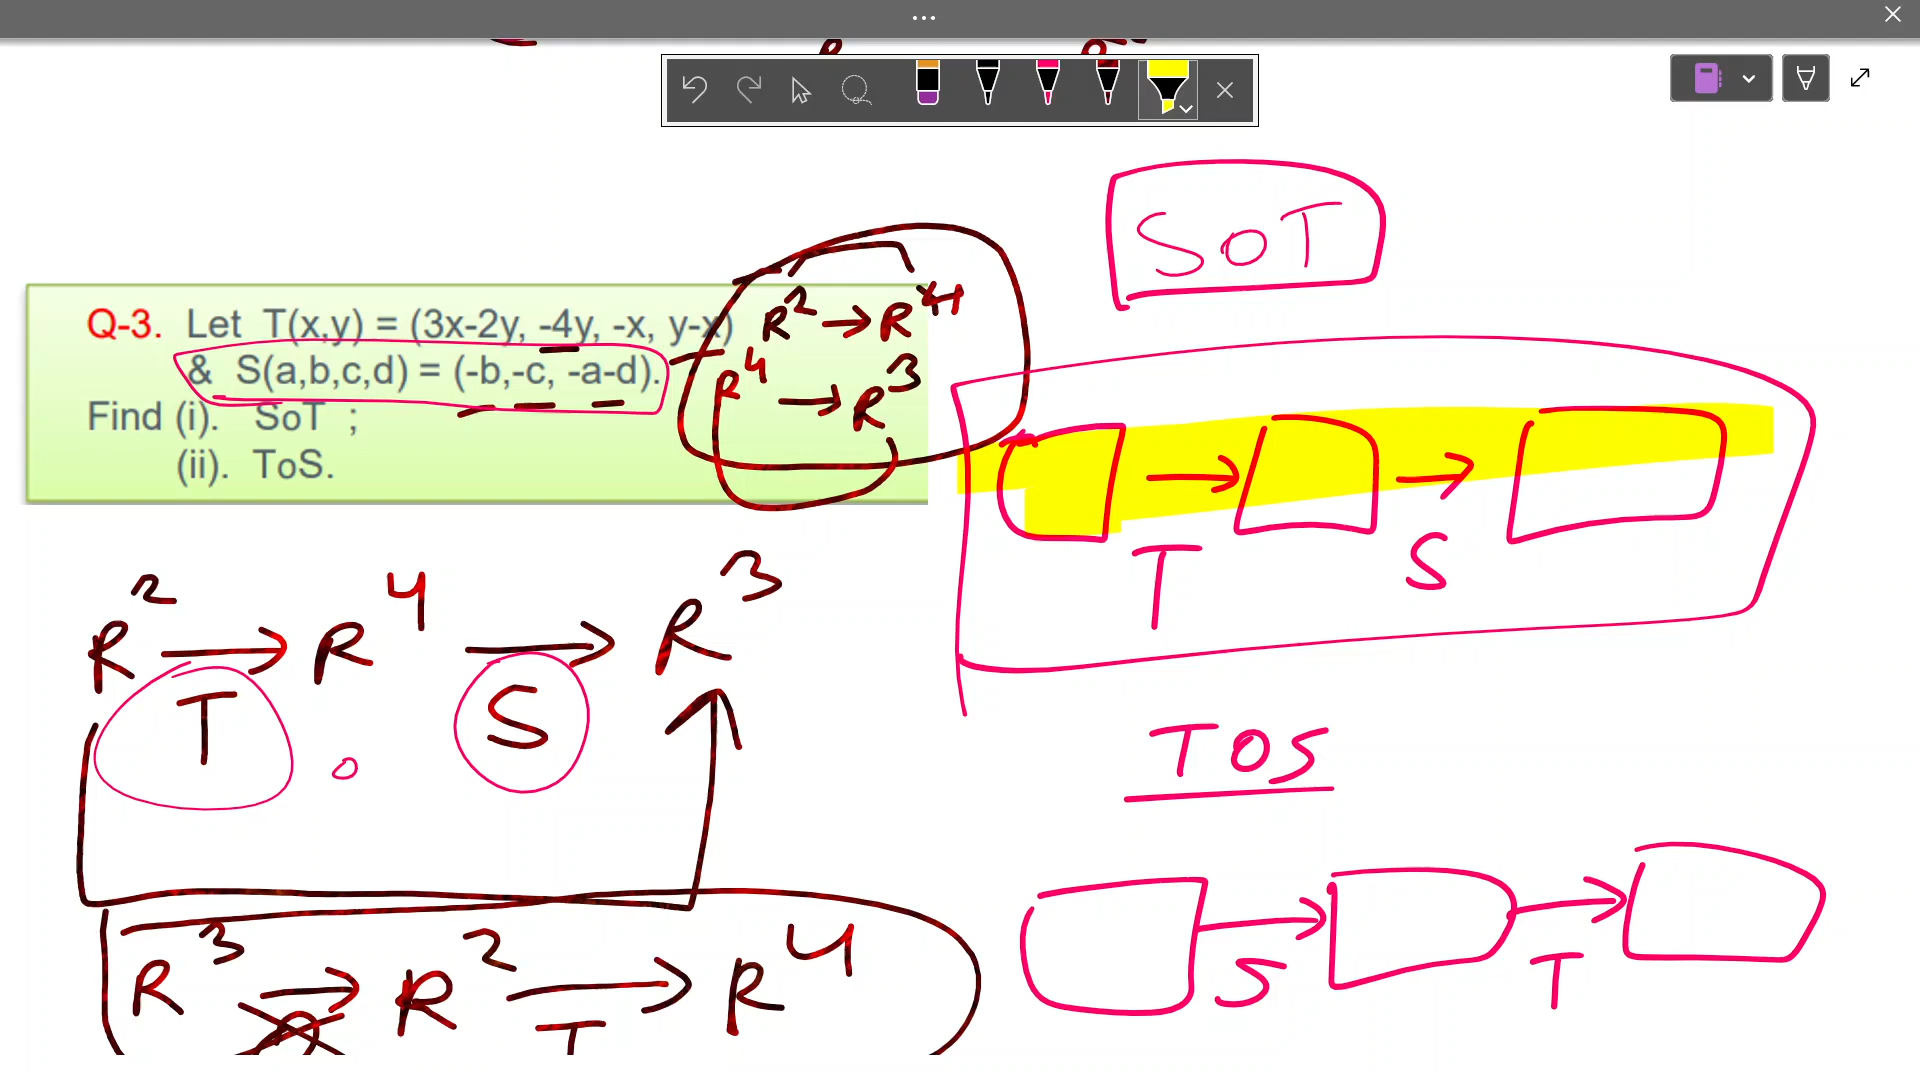 SoT
Q-3. Let T(x,y) = (3x-2y, -4y, -x, y-x) R² → R⁴
& S(a,b,c,d) = (-b,-c, -a-d). R⁴ → R³
Find (i). SoT ;
(ii). ToS.
T S
R² → R⁴ → R³
T o S
TOS
R³ → R² → R⁴
T
S T